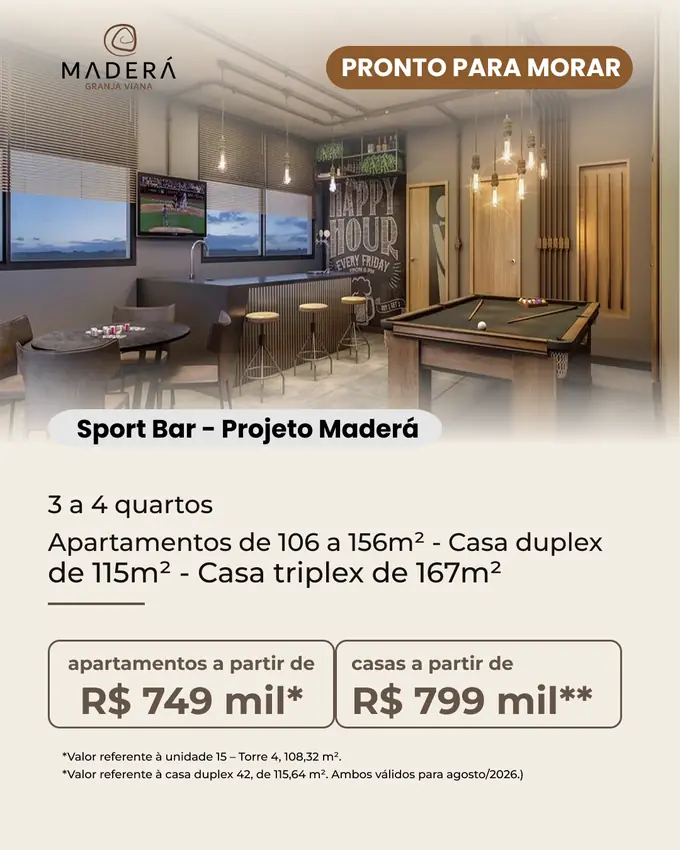 MADERÁ
GRANJA VIANA
PRONTO PARA MORAR
HAPPY
HOUR
EVERY FRIDAY
Sport Bar - Projeto Maderá
3 a 4 quartos
Apartamentos de 106 a 156m² - Casa duplex
de 115m² - Casa triplex de 167m²
apartamentos a partir de
R$ 749 mil*
casas a partir de
R$ 799 mil**
*Valor referente à unidade 15 – Torre 4, 108,32 m².
*Valor referente à casa duplex 42, de 115,64 m². Ambos válidos para agosto/2026.)